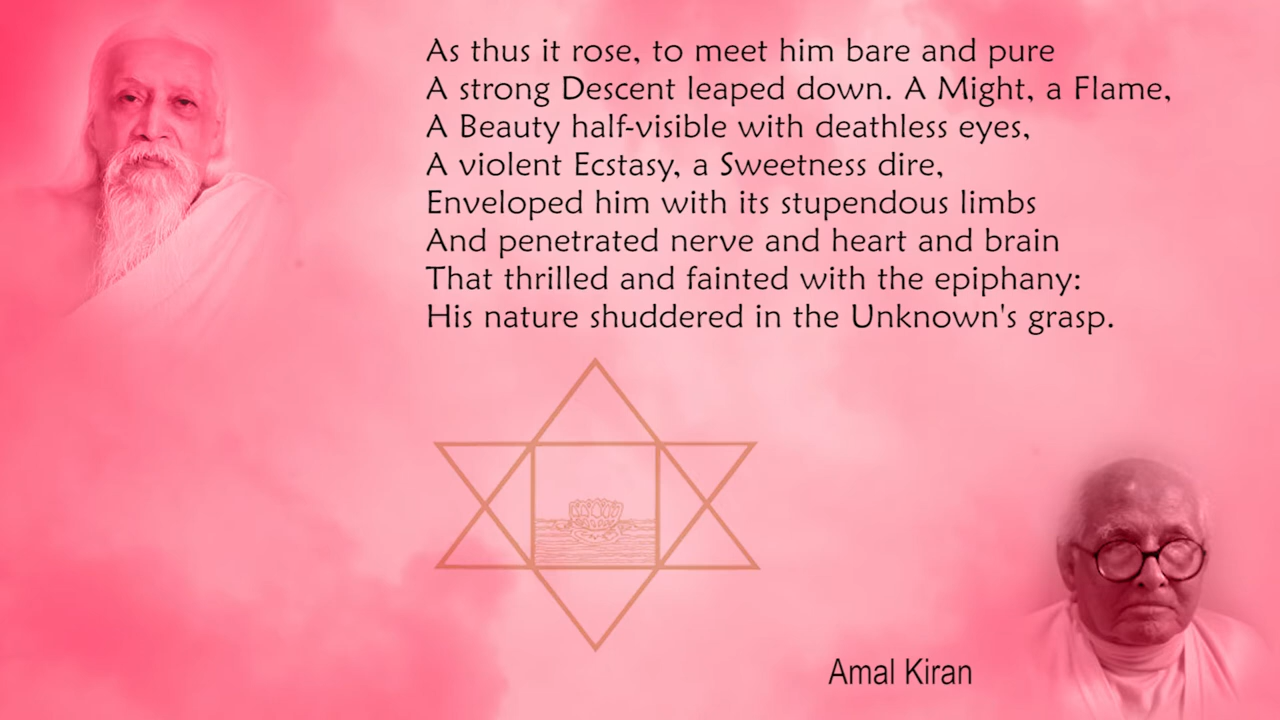 As thus it rose, to meet him bare and pure
A strong Descent leaped down. A Might, a Flame,
A Beauty half-visible with deathless eyes,
A violent Ecstasy, a Sweetness dire,
Enveloped him with its stupendous limbs
And penetrated nerve and heart and brain
That thrilled and fainted with the epiphany:
His nature shuddered in the Unknown's grasp.
Amal Kiran